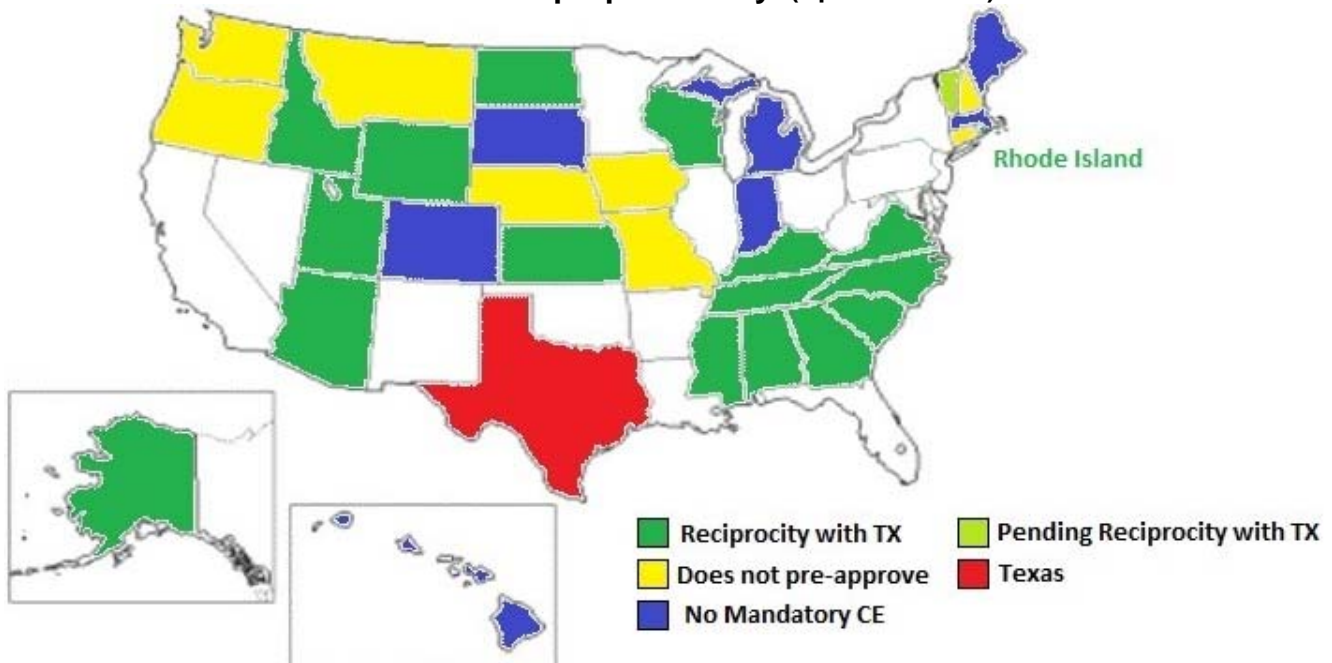 Rhode Island
Reciprocity with TX
Pending Reciprocity with TX
Does not pre-approve
Texas
No Mandatory CE